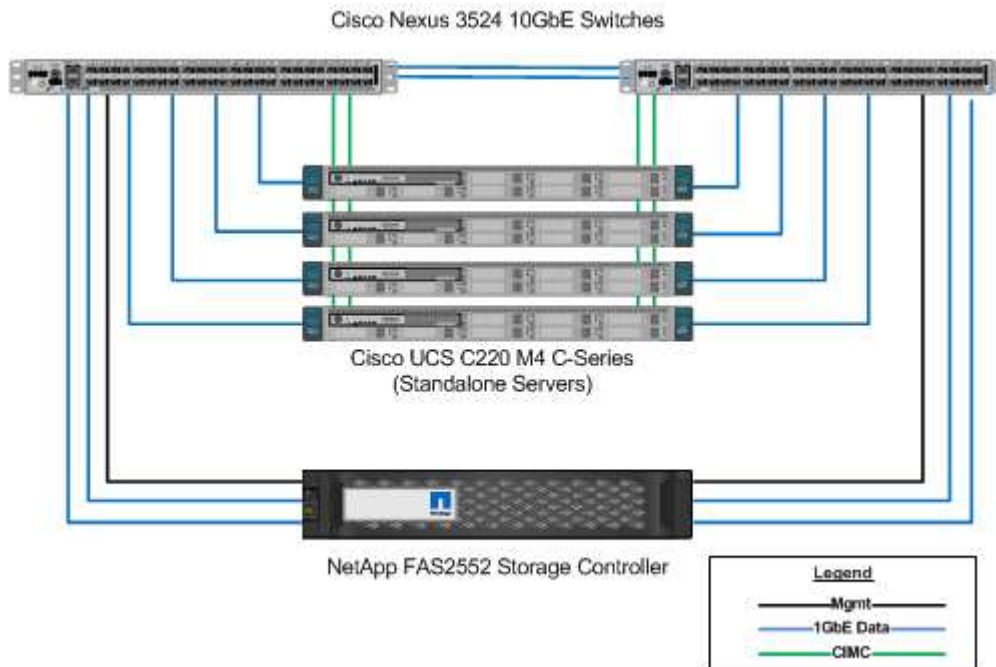 Cisco Nexus 3524 10GbE Switches
Cisco UCS C220 M4 C-Series
(Standalone Servers)
NetApp FAS2552 Storage Controller
Legend
Mgmt
1GbE Data
CIMC